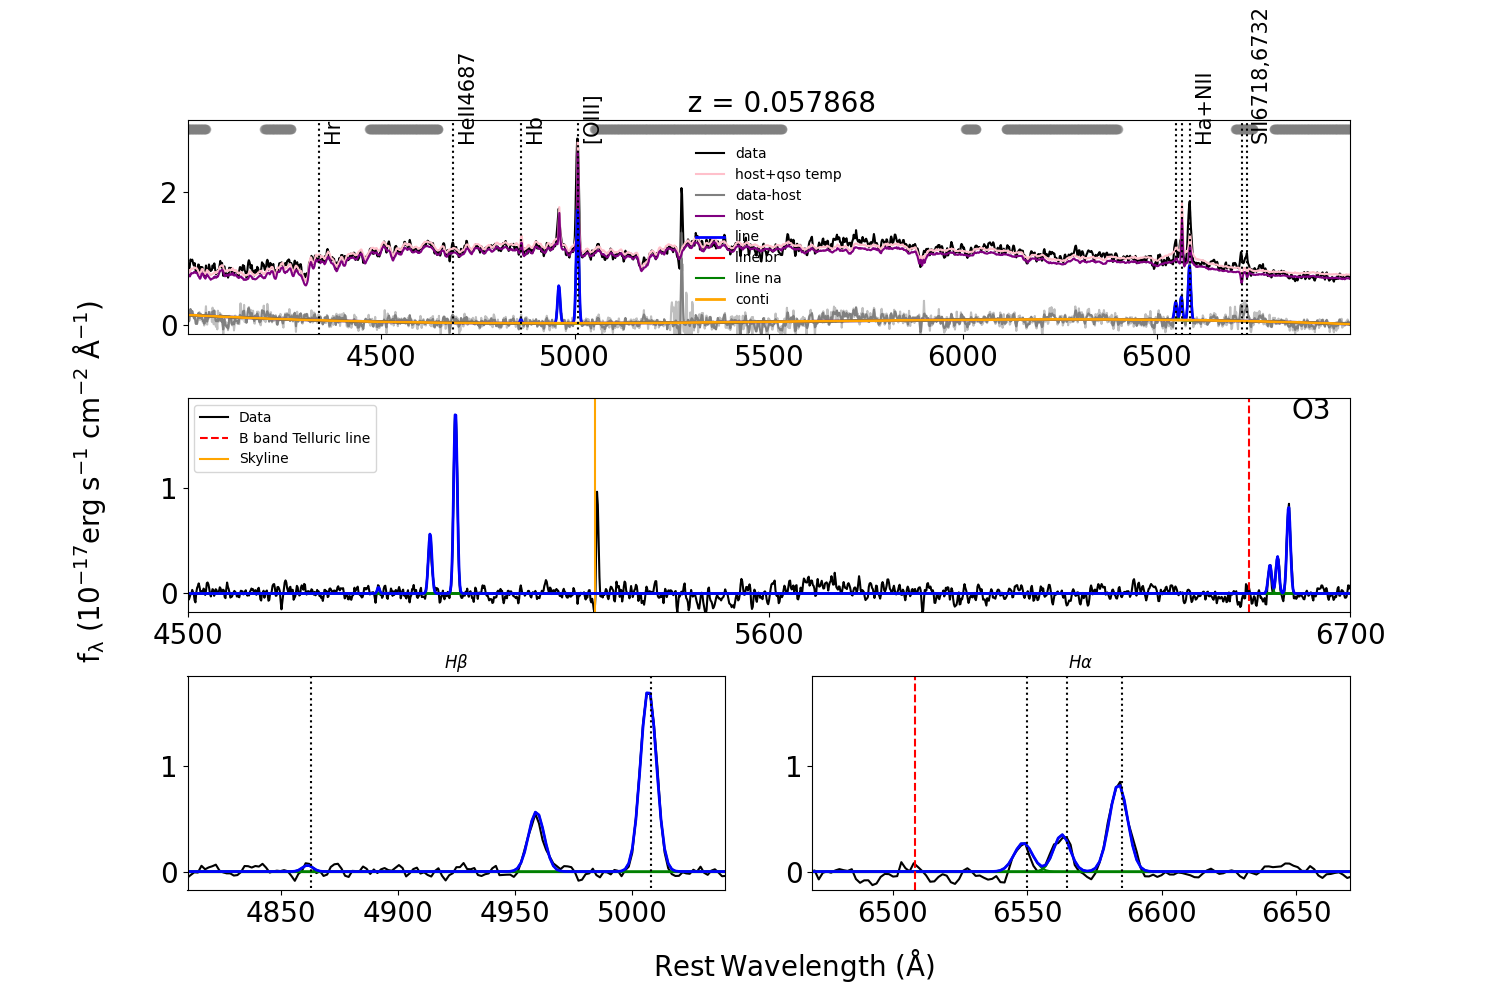 z = 0.057868
Hr
HeII4687
Hb
[OIII]
Ha+NII
SII6718,6732
data
host+qso temp
data-host
host
line
line br
line na
conti
2
0
4500 5000 5500 6000 6500
fλ (10⁻¹⁷erg s⁻¹ cm⁻² Å⁻¹)
O3
Data
B band Telluric line
Skyline
1
0
4500 5600 6700
Hβ
1
0
4850 4900 4950 5000
Hα
1
0
6500 6550 6600 6650
Rest Wavelength (Å)